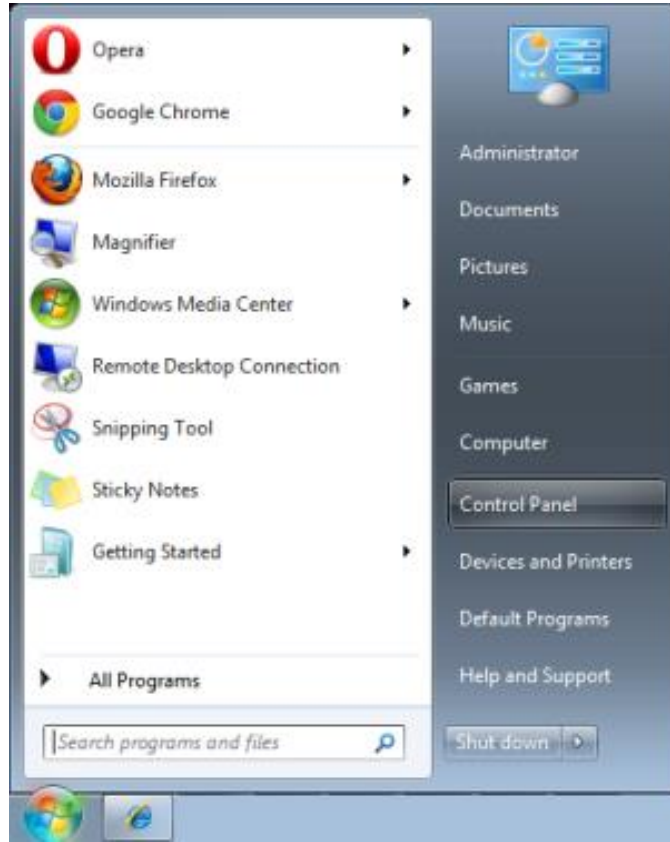 Opera
Google Chrome
Mozilla Firefox
Magnifier
Windows Media Center
Remote Desktop Connection
Snipping Tool
Sticky Notes
Getting Started
All Programs
Search programs and files
Administrator
Documents
Pictures
Music
Games
Computer
Control Panel
Devices and Printers
Default Programs
Help and Support
Shut down